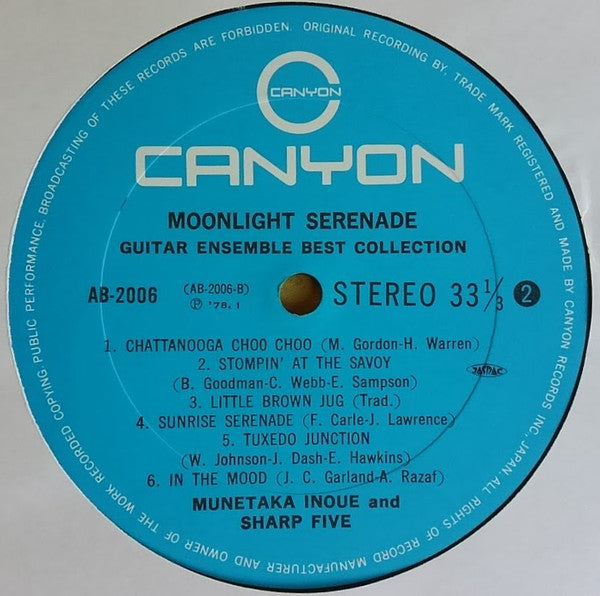 CANYON
CANYON
MOONLIGHT SERENADE
GUITAR ENSEMBLE BEST COLLECTION
AB-2006 (AB-2006-B) STEREO 33 1/3 2
Ⓟ '78. 1
1. CHATTANOOGA CHOO CHOO (M. Gordon-H. Warren)
2. STOMPIN' AT THE SAVOY
(B. Goodman-C. Webb-E. Sampson)
JASRAC
3. LITTLE BROWN JUG (Trad.)
4. SUNRISE SERENADE (F. Carle-J. Lawrence)
5. TUXEDO JUNCTION
(W. Johnson-J. Dash-E. Hawkins)
6. IN THE MOOD (J. C. Garland-A. Razaf)
MUNETAKA INOUE and
SHARP FIVE
ORIGINAL RECORDING BY, TRADE MARK REGISTERED AND MADE BY CANYON RECORDS INC, JAPAN. ALL RIGHTS OF RECORD MANUFACTURER AND OWNER OF THE WORK RECORDED COPYING PUBLIC PERFORMANCE, BROADCASTING OF THESE RECORDS ARE FORBIDDEN.